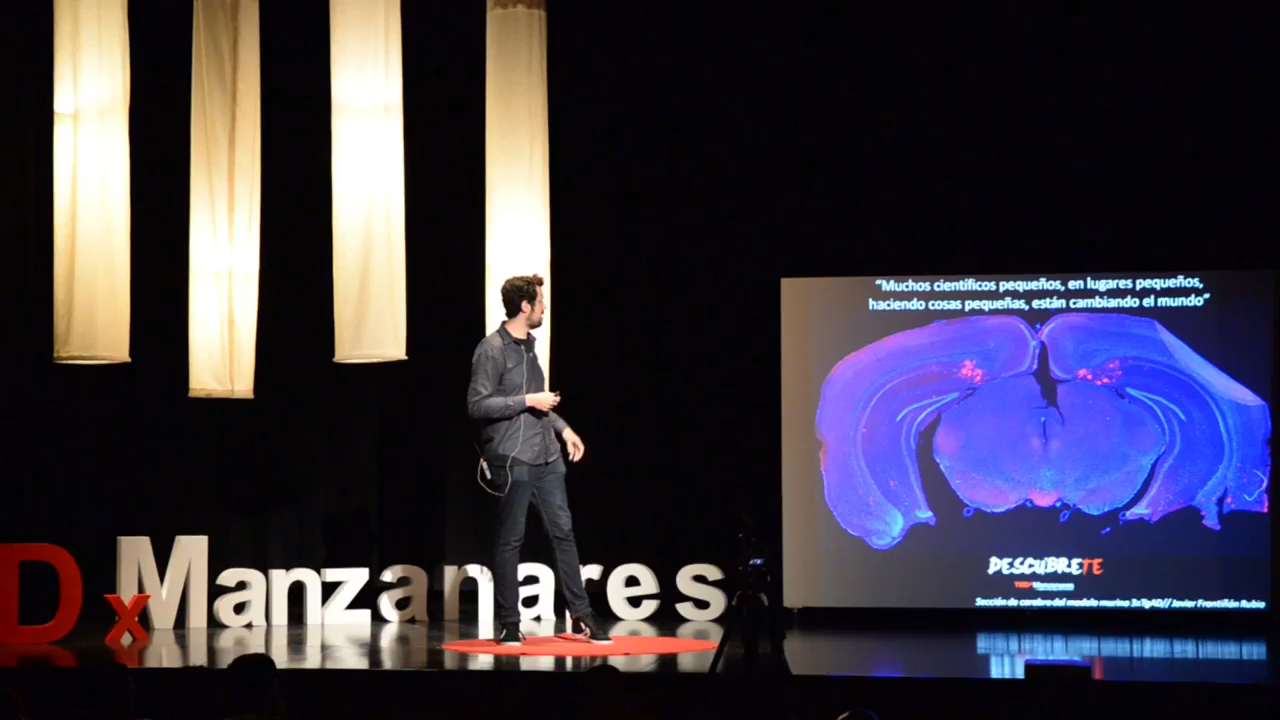 “Muchos científicos pequeños, en lugares pequeños,
haciendo cosas pequeñas, están cambiando el mundo”
DESCUBRETE
TEDxManzanares
Sección de cerebro del modelo murino 3xTgAD// Javier Frontiñán Rubio
DxManzanares